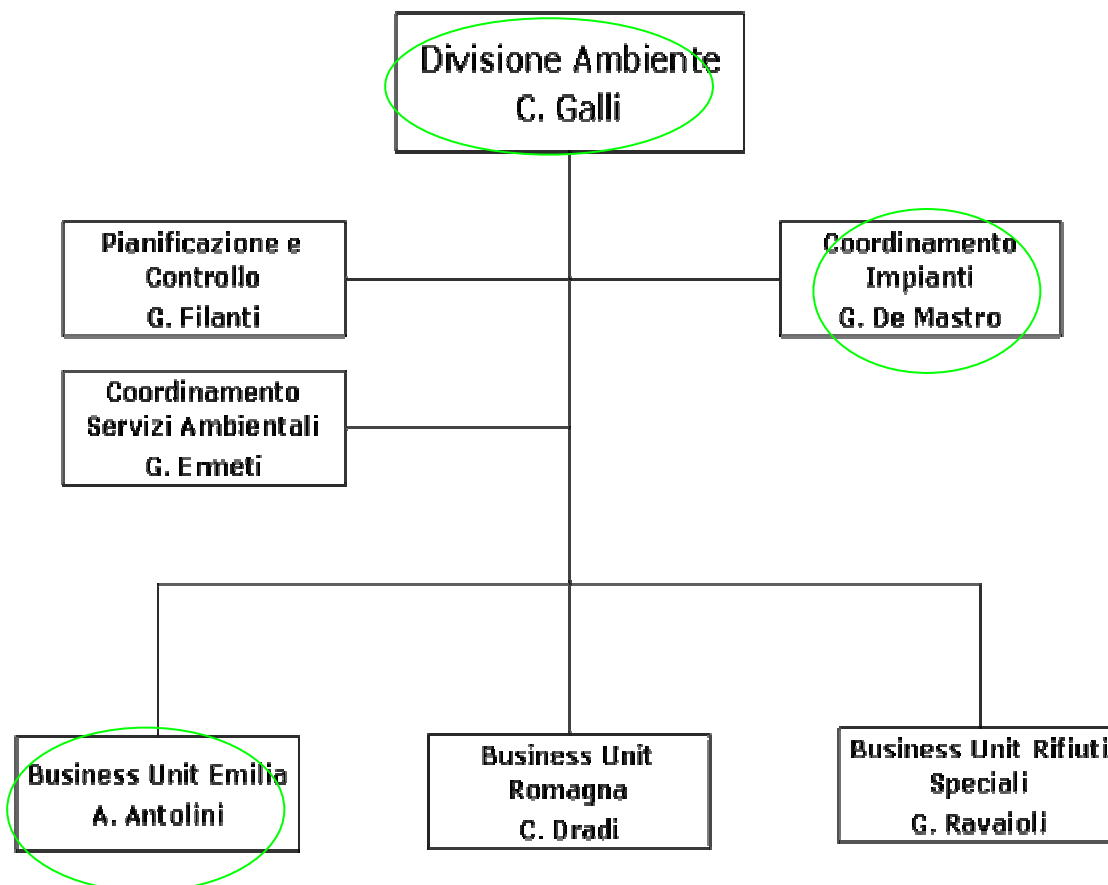 Divisione Ambiente
C. Galli
Pianificazione e
Controllo
G. Filanti
Coordinamento
Impianti
G. De Mastro
Coordinamento
Servizi Ambientali
G. Ermeti
Business Unit Emilia
A. Antolini
Business Unit
Romagna
C. Dradi
Business Unit Rifiuti
Speciali
G. Ravaioli